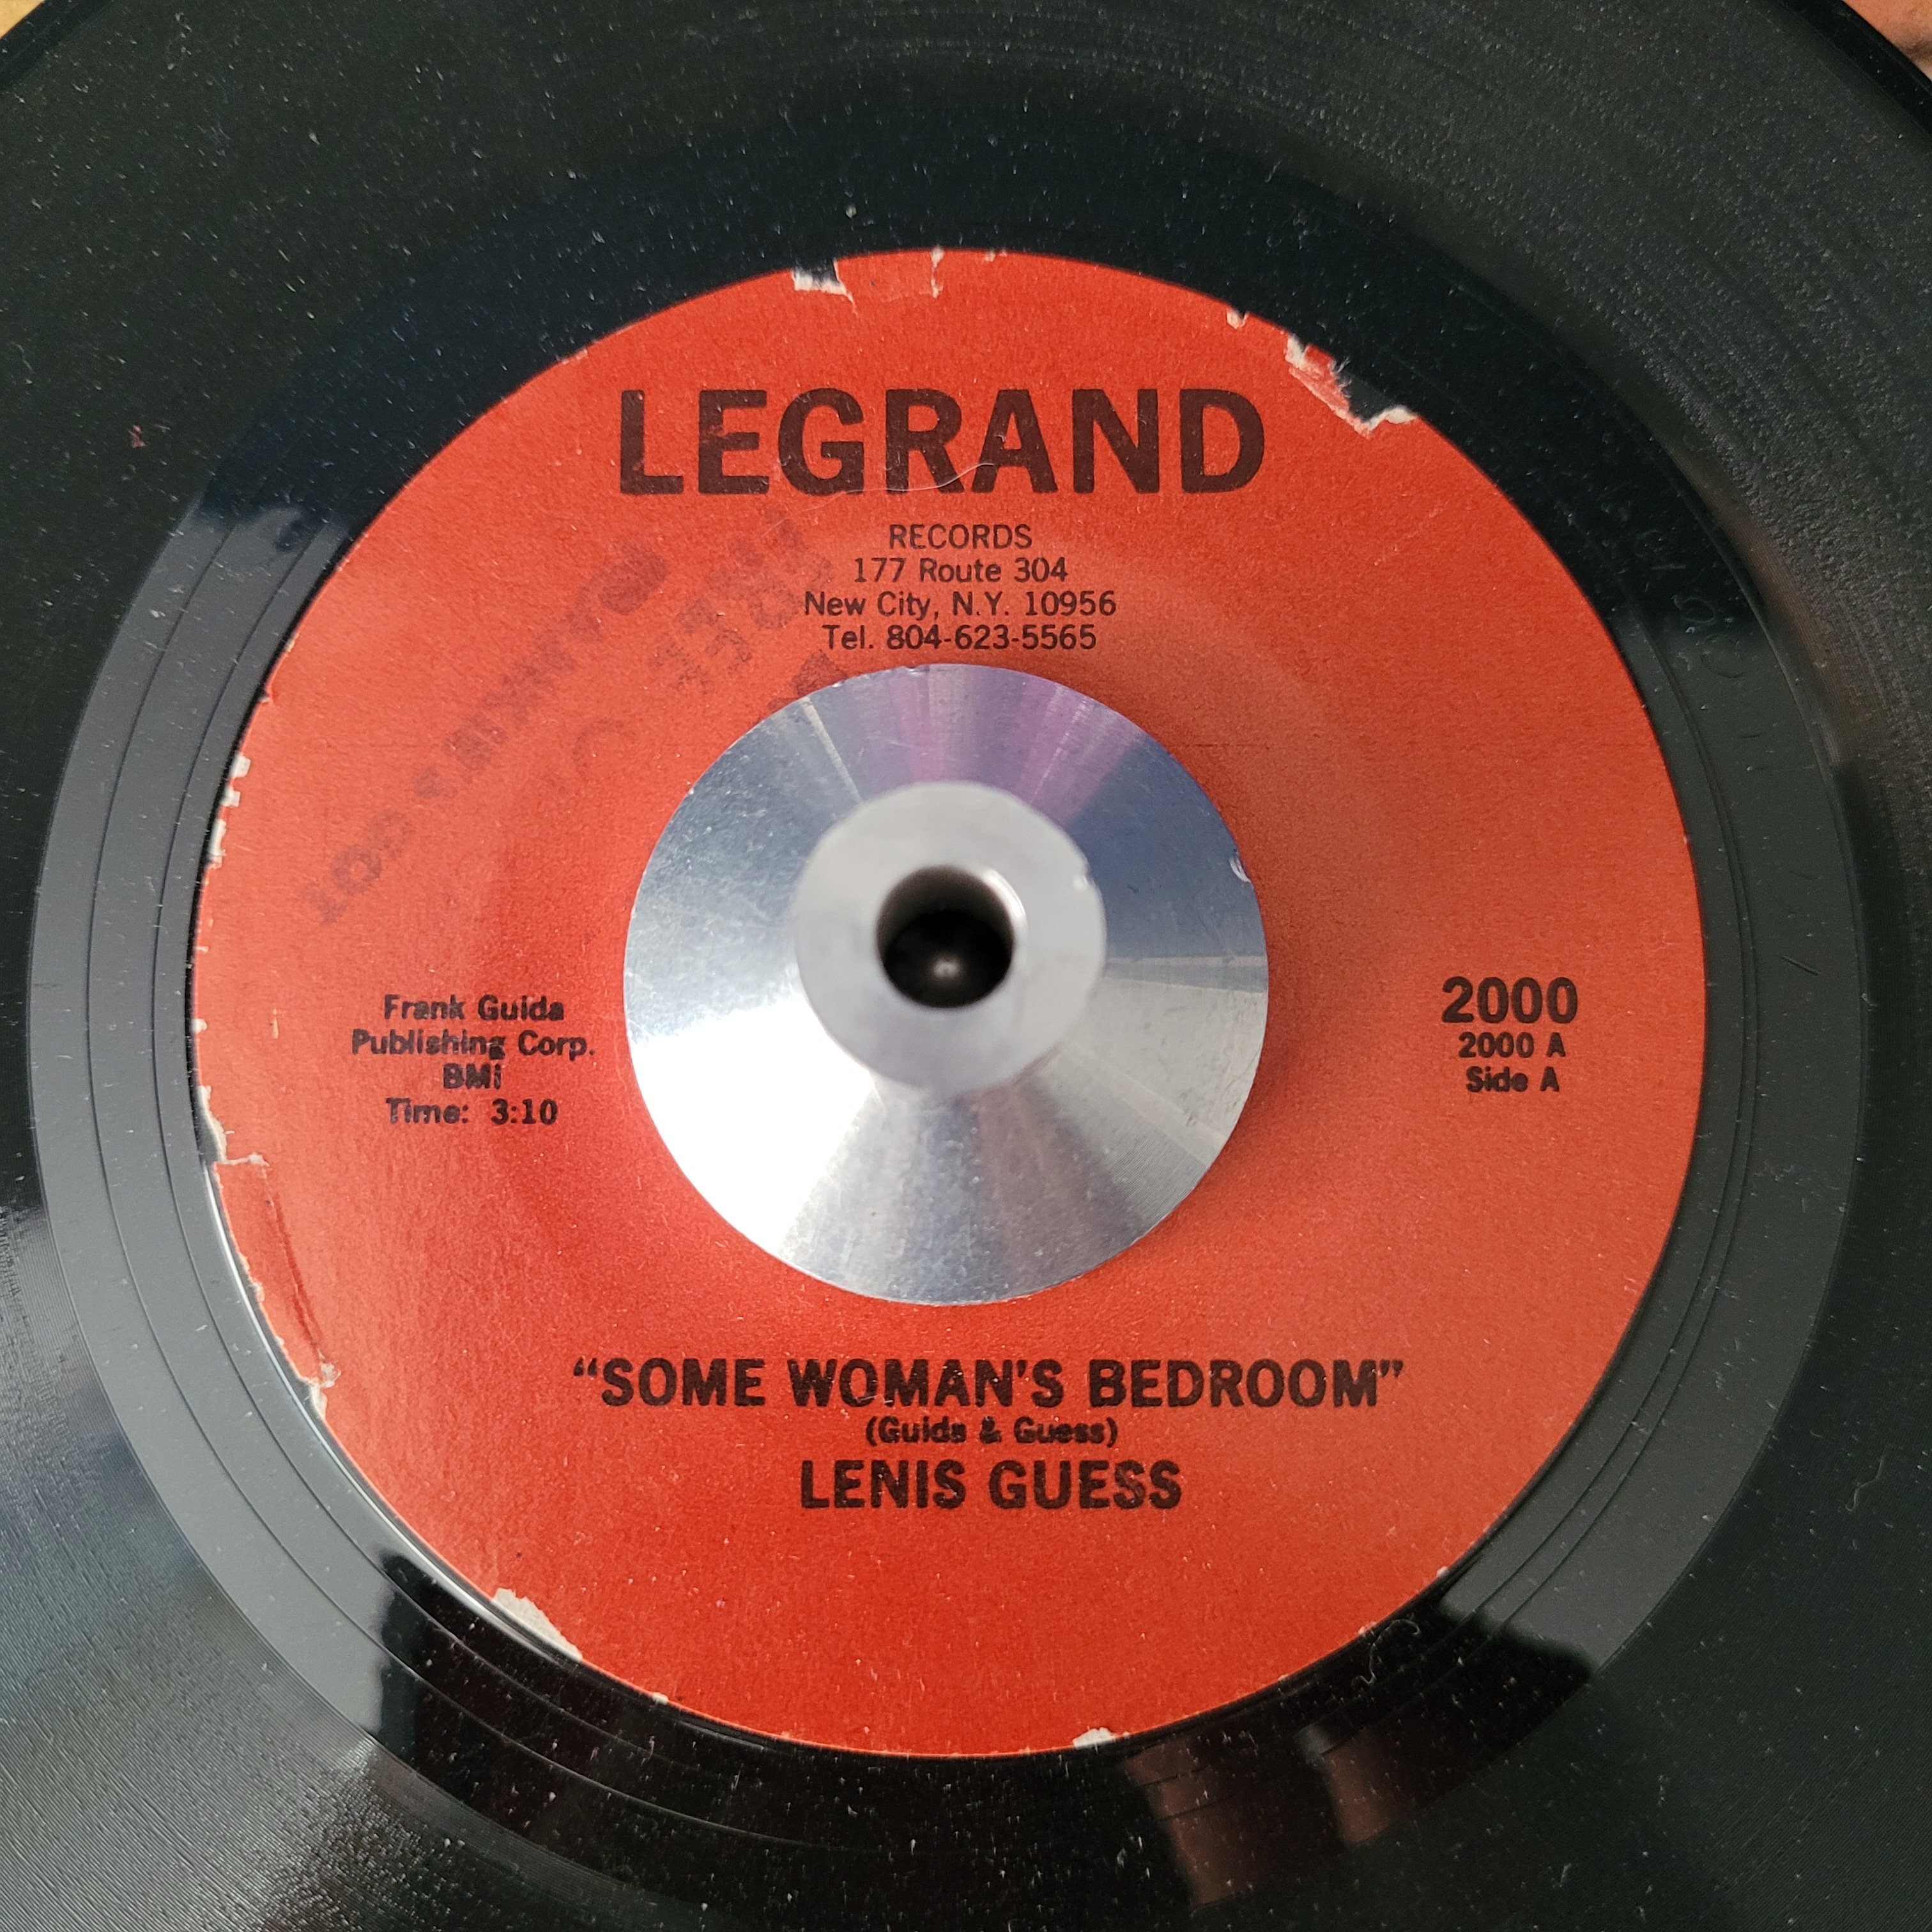 LEGRAND
RECORDS
177 Route 304
New City, N.Y. 10956
Tel. 804-623-5565
Frank Guida
Publishing Corp.
BMI
Time: 3:10
2000
2000 A
Side A
“SOME WOMAN'S BEDROOM”
(Guida & Guess)
LENIS GUESS